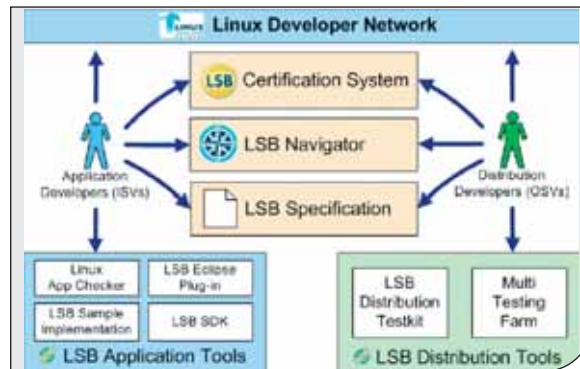 Linux Developer Network
LSB Certification System
LSB Navigator
LSB Specification
Application
Developers (ISVs)
Distribution
Developers (OSVs)
Linux
App Checker
LSB Eclipse
Plug-in
LSB Sample
Implementation
LSB SDK
LSB Application Tools
LSB
Distribution
Testkit
Multi
Testing
Farm
LSB Distribution Tools